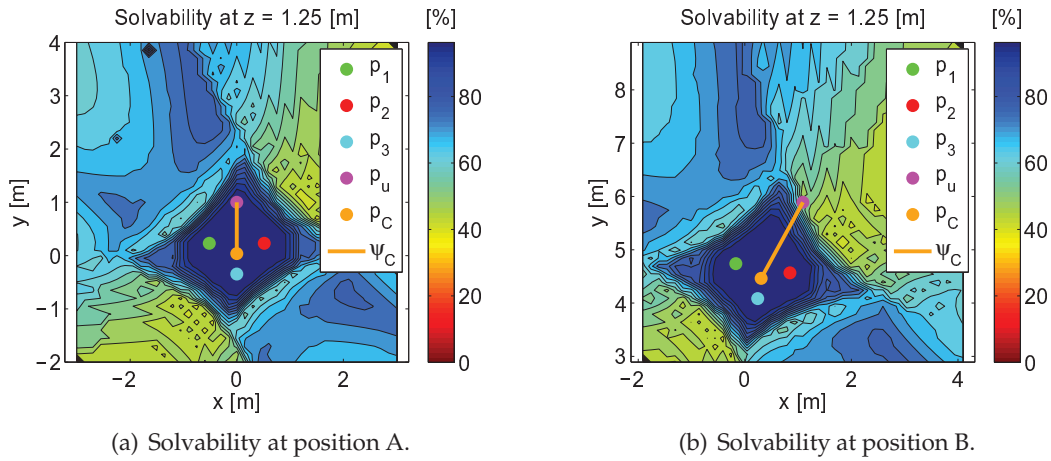 Solvability at z = 1.25 [m]
[%]
4
3
2
1
0
−1
−2
y [m]
−2
0
2
x [m]
p1
p2
p3
pu
pC
ψC
80
60
40
20
0
(a) Solvability at position A.
Solvability at z = 1.25 [m]
[%]
8
7
6
5
4
3
y [m]
−2
0
2
4
x [m]
p1
p2
p3
pu
pC
ψC
80
60
40
20
0
(b) Solvability at position B.